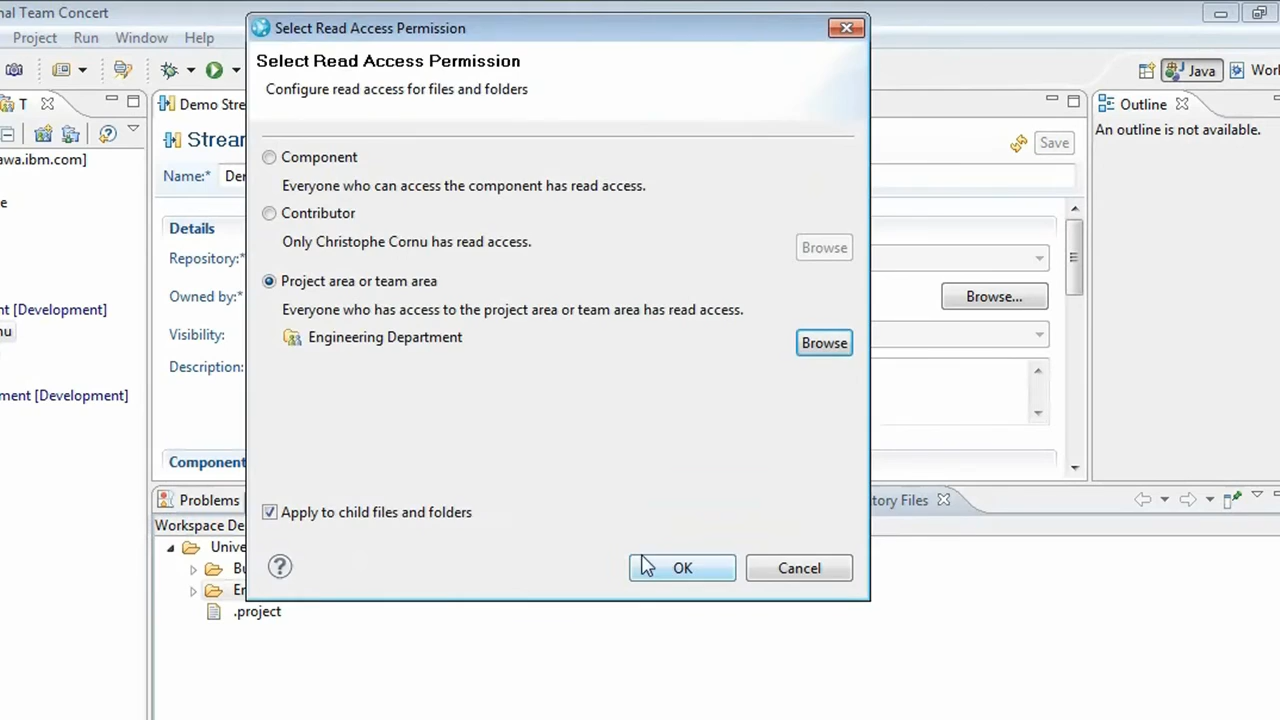 nal Team Concert
Select Read Access Permission
Project Run Window Help
Select Read Access Permission
Configure read access for files and folders
Java
Wor
T
Demo Stre
Outline
An outline is not available.
awa.ibm.com]
Strear
Save
Name:* Der
e
Component
Everyone who can access the component has read access.
Contributor
Only Christophe Cornu has read access.
Browse
Details
Repository:*
Owned by:*
Browse...
Visibility:
Description:
Project area or team area
Everyone who has access to the project area or team area has read access.
Engineering Department
Browse
nt [Development]
nu
ment [Development]
Component
Apply to child files and folders
Problems
tory Files
Workspace De
Unive
Bu
Er
.project
?
OK
Cancel